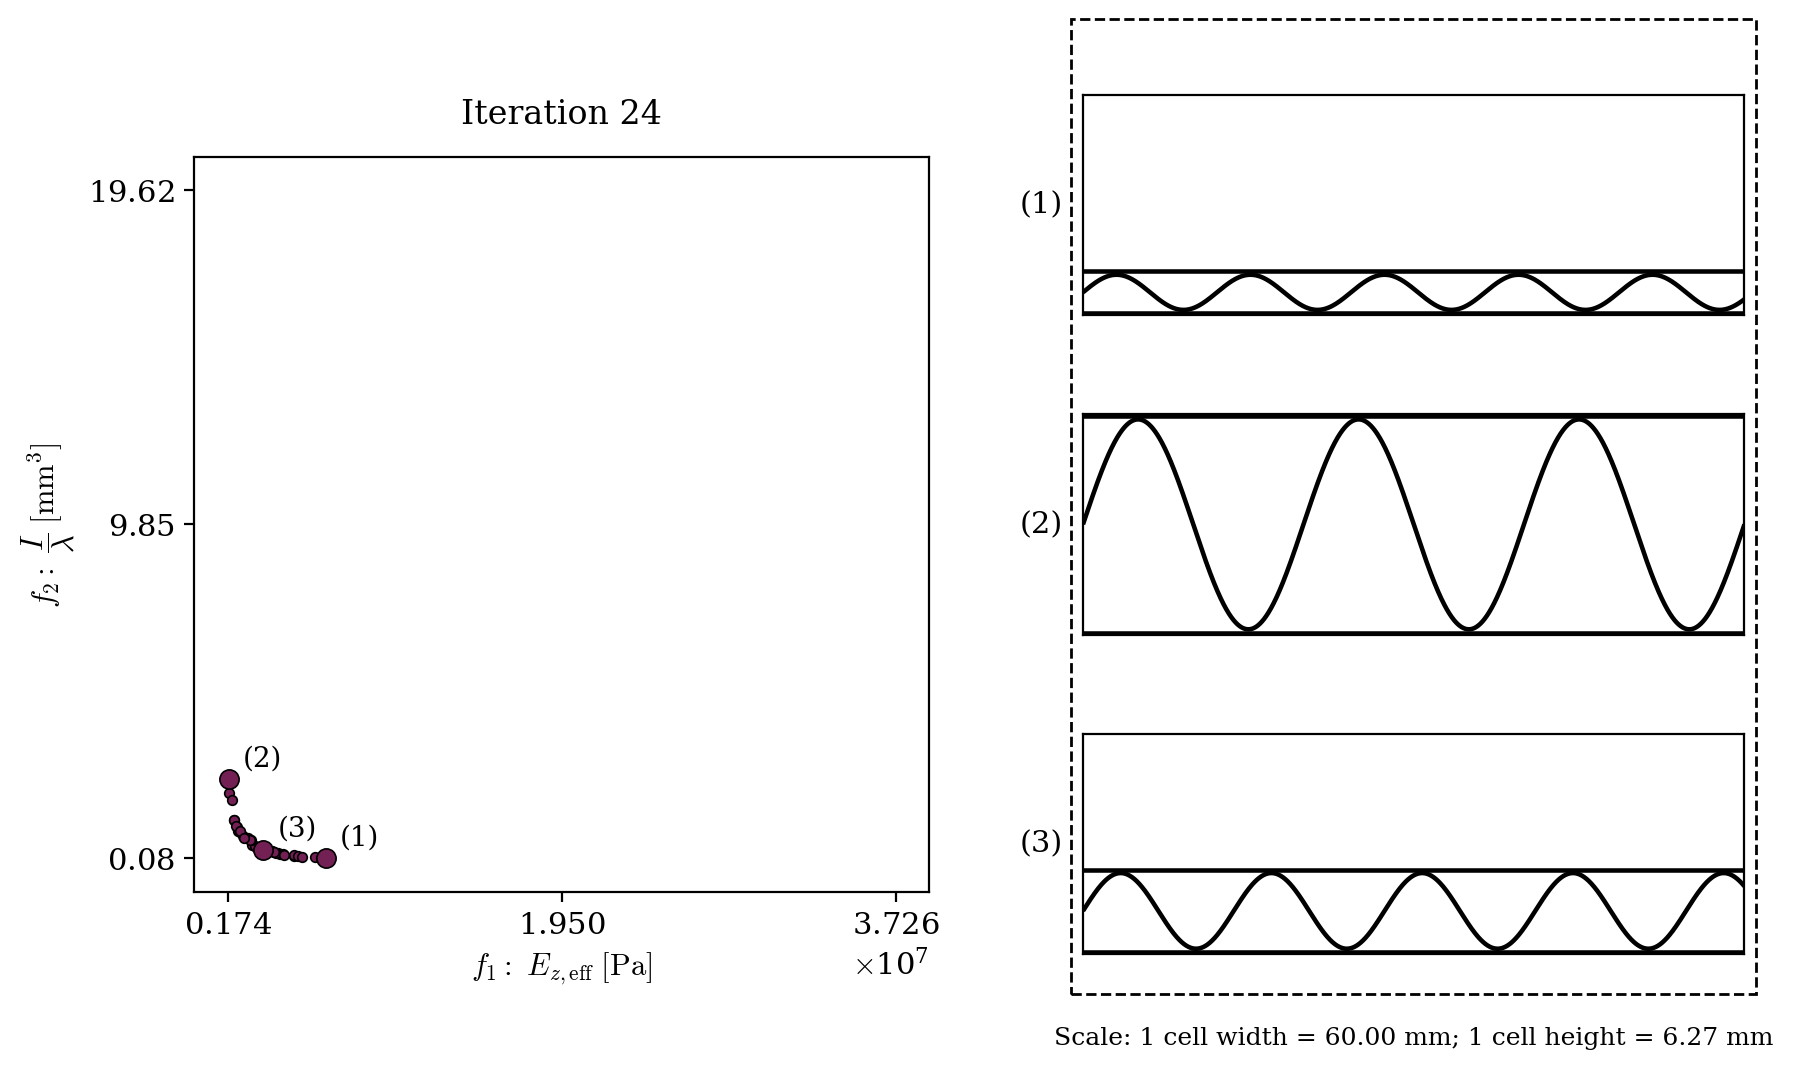 Iteration 24
19.62
9.85
0.08
f₂ : I/λ [mm³]
0.174 1.950 3.726
×10⁷
f₁ : E_{z,eff} [Pa]
(2)
(3) (1)
(1)
(2)
(3)
Scale: 1 cell width = 60.00 mm; 1 cell height = 6.27 mm